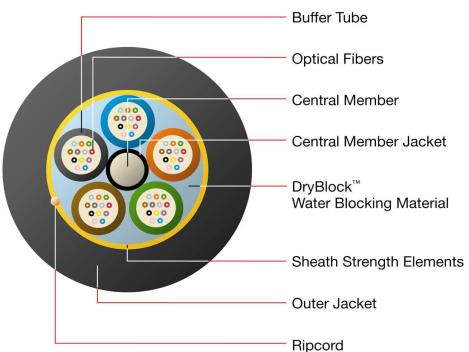 Buffer Tube
Optical Fibers
Central Member
Central Member Jacket
DryBlock™
Water Blocking Material
Sheath Strength Elements
Outer Jacket
Ripcord